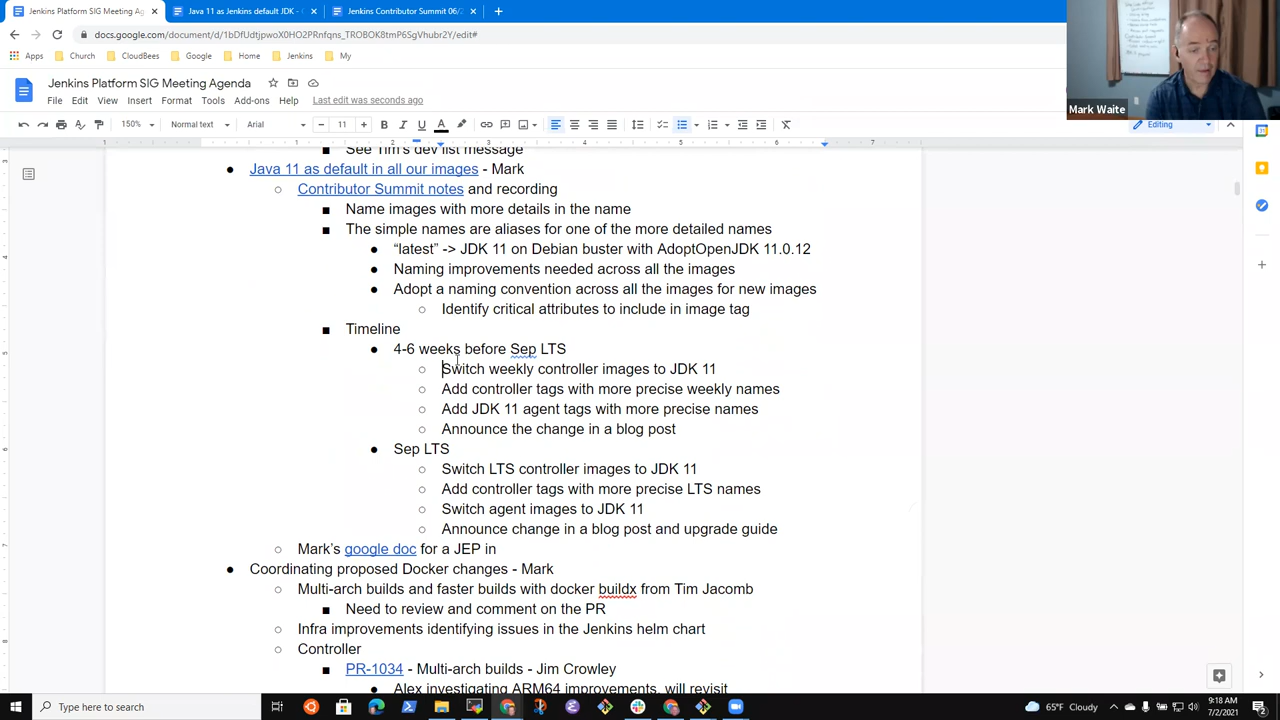 Jenkins Platform SIG Meeting Ag
Java 11 as Jenkins default JDK - 
Jenkins Contributor Summit 06/2
docs.google.com/document/d/1bDfUdtjpwoX0HO2PRnfqns_TROBOK8tmP6SgVhubr2Y/edit#
Apps
Church
CloudBees
Google
Home
Jenkins
My
Jenkins Platform SIG Meeting Agenda
File Edit View Insert Format Tools Add-ons Help Last edit was seconds ago
150% Normal text Arial 11 Editing
See Tim's dev list message
Java 11 as default in all our images - Mark
Contributor Summit notes and recording
Name images with more details in the name
The simple names are aliases for one of the more detailed names
“latest” -> JDK 11 on Debian buster with AdoptOpenJDK 11.0.12
Naming improvements needed across all the images
Adopt a naming convention across all the images for new images
Identify critical attributes to include in image tag
Timeline
4-6 weeks before Sep LTS
Switch weekly controller images to JDK 11
Add controller tags with more precise weekly names
Add JDK 11 agent tags with more precise names
Announce the change in a blog post
Sep LTS
Switch LTS controller images to JDK 11
Add controller tags with more precise LTS names
Switch agent images to JDK 11
Announce change in a blog post and upgrade guide
Mark’s google doc for a JEP in
Coordinating proposed Docker changes - Mark
Multi-arch builds and faster builds with docker buildx from Tim Jacomb
Need to review and comment on the PR
Infra improvements identifying issues in the Jenkins helm chart
Controller
PR-1034 - Multi-arch builds - Jim Crowley
Alex investigating ARM64 improvements, will revisit
Mark Waite
Type here to search
65°F Cloudy
9:18 AM
7/2/2021